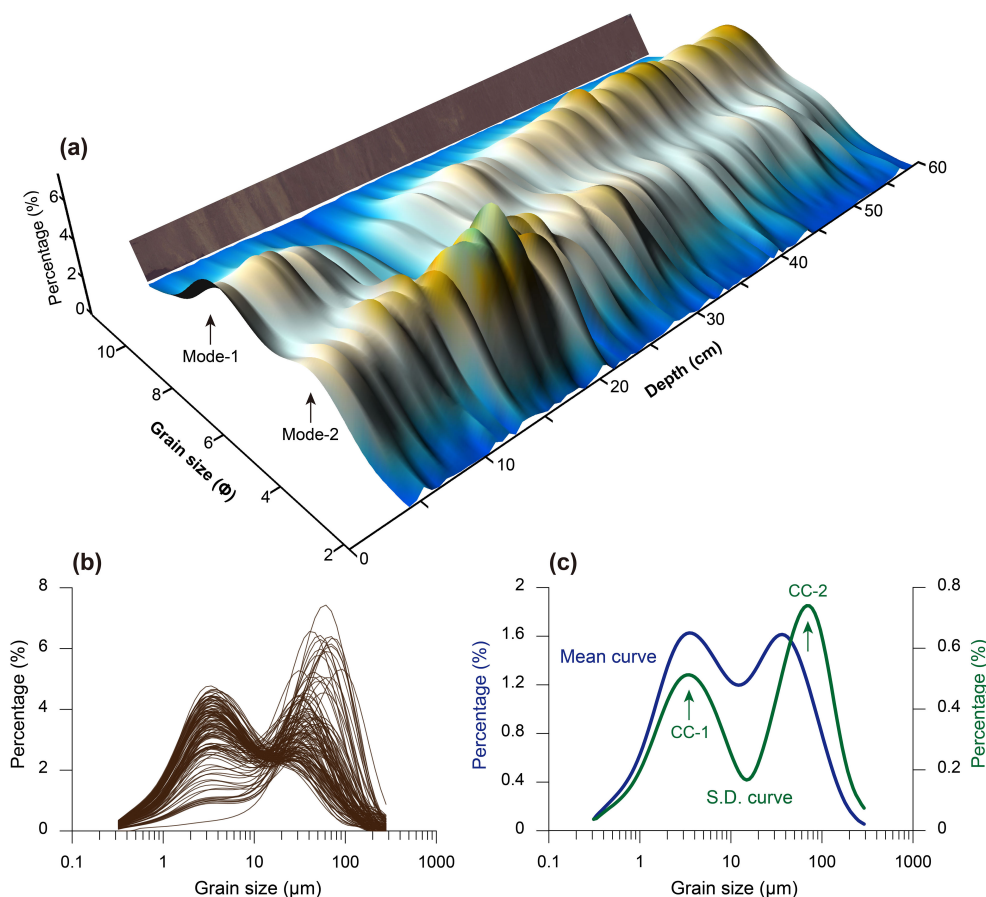 (a)
Percentage (%)
6
4
2
0
10
8
6
4
2
Grain size (Φ)
Mode-1
Mode-2
0
10
20
30
40
50
60
Depth (cm)
(b)
Percentage (%)
8
6
4
2
0
0.1
1
10
100
1000
Grain size (μm)
(c)
Percentage (%)
2
1.6
1.2
0.8
0.4
0
0.1
1
10
100
1000
Grain size (μm)
0.8
0.6
0.4
0.2
0
Percentage (%)
Mean curve
CC-1
CC-2
S.D. curve